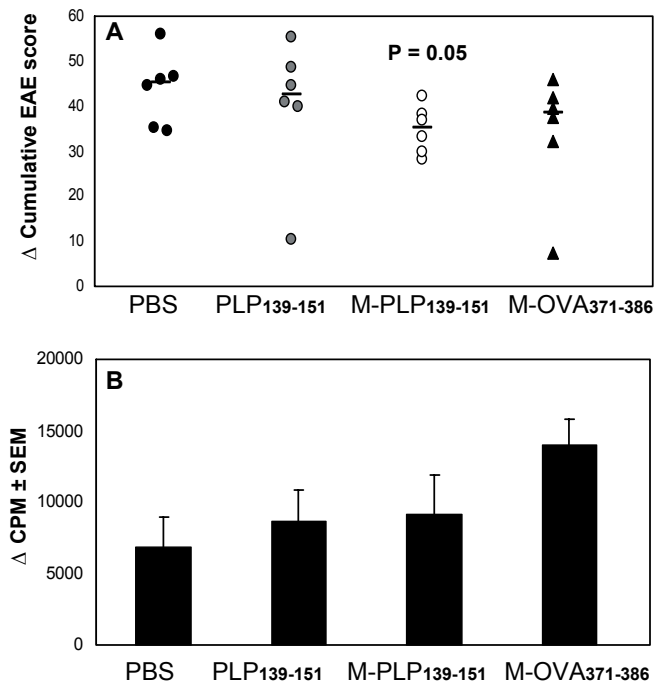 A
P = 0.05
Δ Cumulative EAE score
60
50
40
30
20
10
0
PBS PLP139-151 M-PLP139-151 M-OVA371-386
B
Δ CPM ± SEM
20000
15000
10000
5000
0
PBS PLP139-151 M-PLP139-151 M-OVA371-386